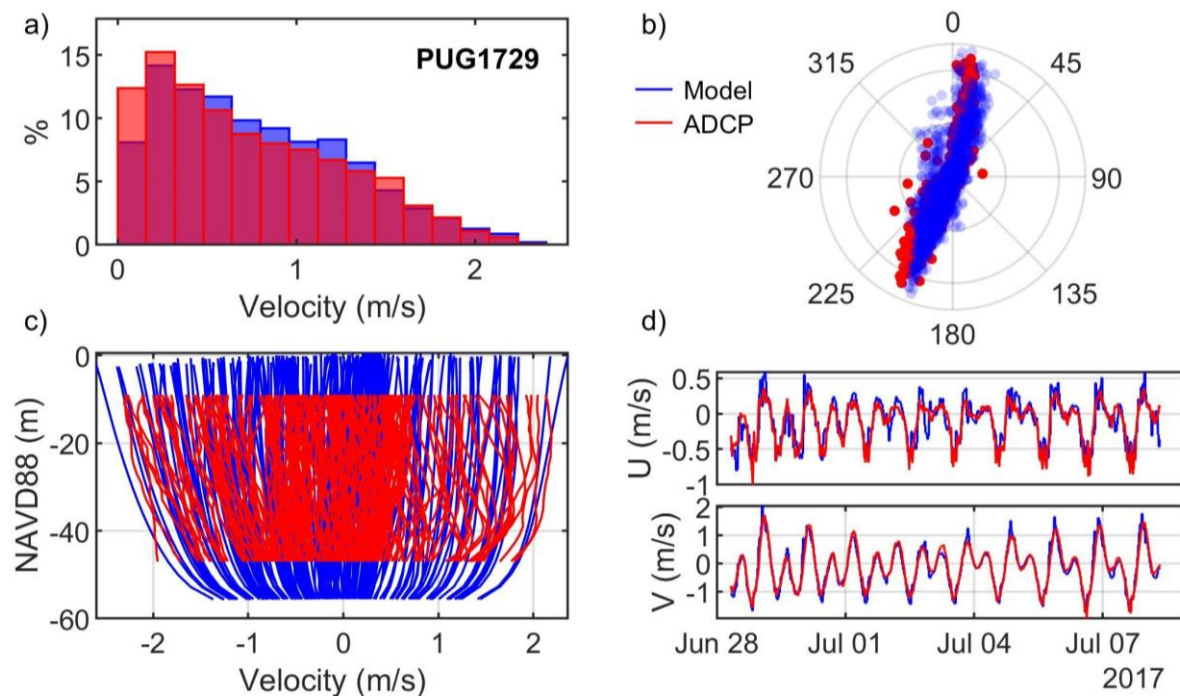 a)
PUG1729
15
10
5
0
%
0 1 2
Velocity (m/s)
b)
Model
ADCP
0
45
90
135
180
225
270
315
c)
0
-20
-40
-60
NAVD88 (m)
-2 -1 0 1 2
Velocity (m/s)
d)
0.5
0
-0.5
-1
U (m/s)
2
1
0
-1
V (m/s)
Jun 28 Jul 01 Jul 04 Jul 07
2017